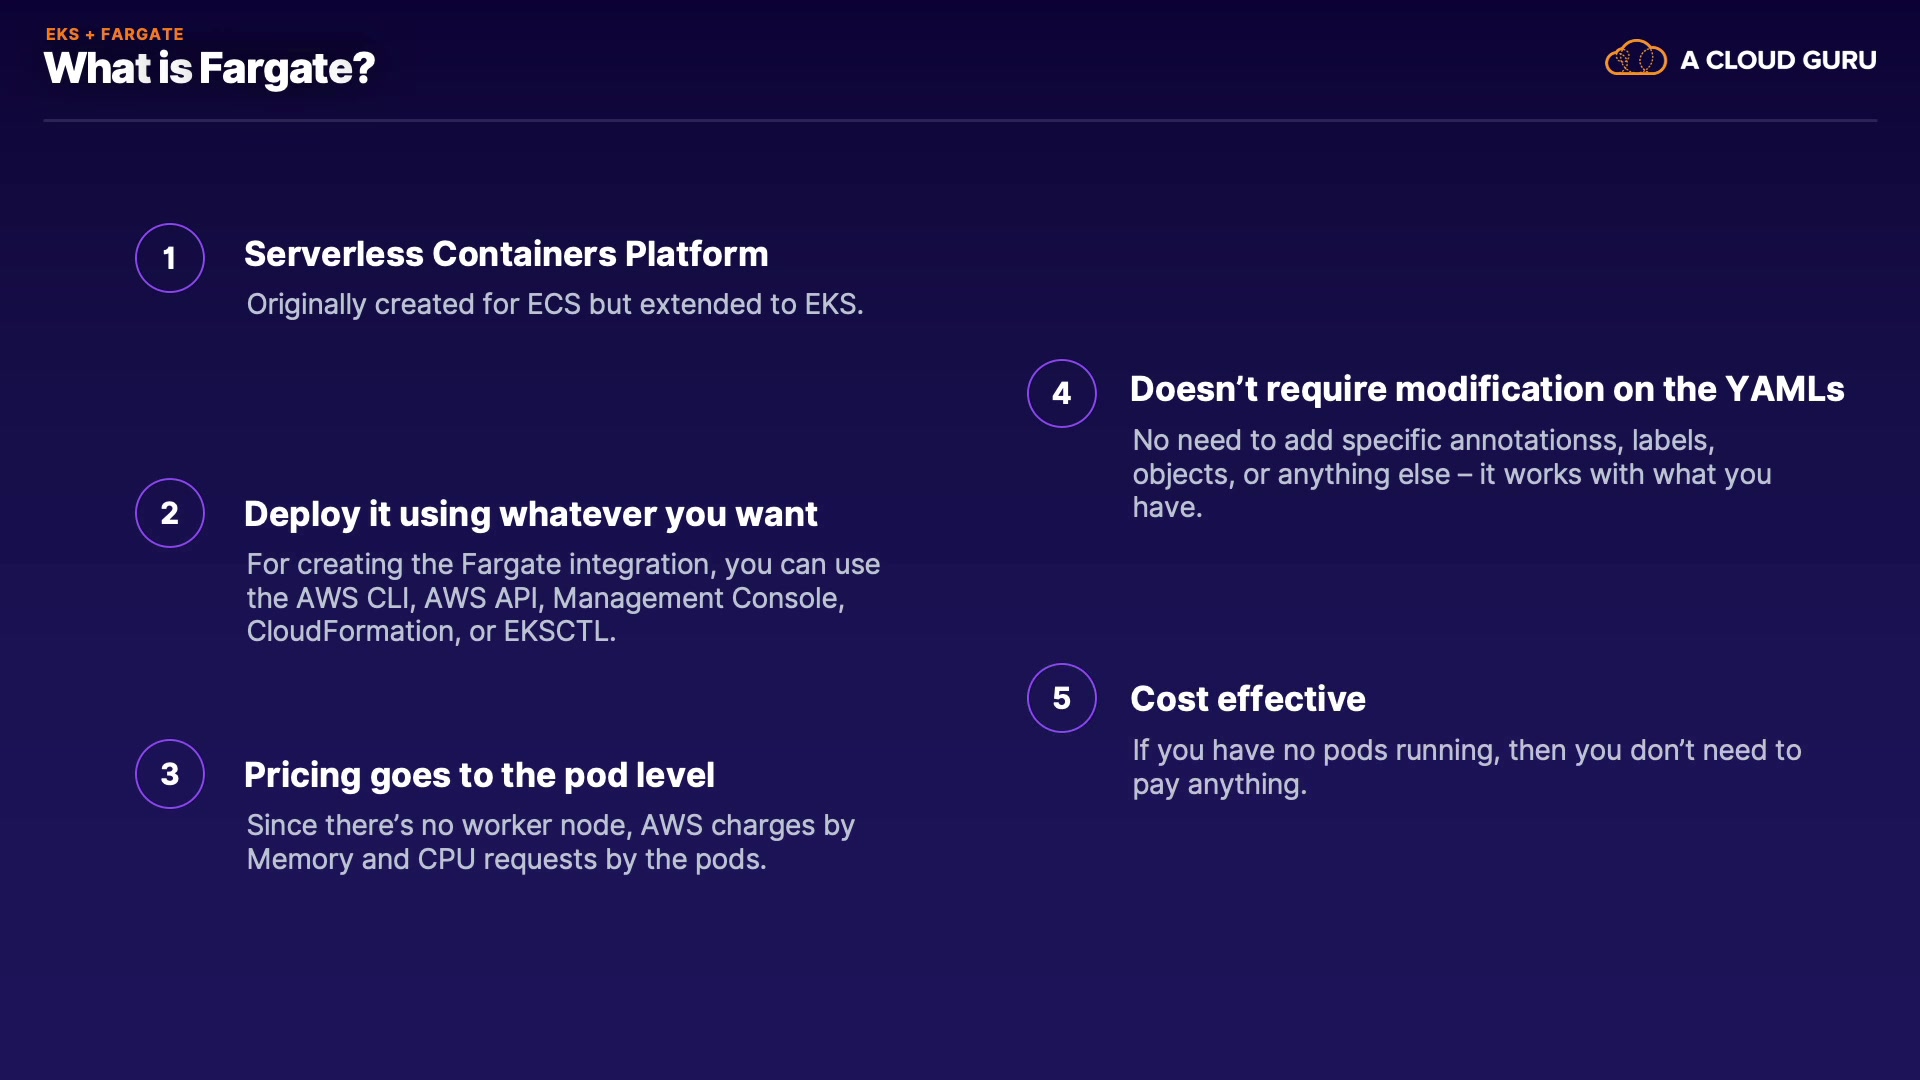 EKS + FARGATE
What is Fargate?
A CLOUD GURU
1
Serverless Containers Platform
Originally created for ECS but extended to EKS.
2
Deploy it using whatever you want
For creating the Fargate integration, you can use
the AWS CLI, AWS API, Management Console,
CloudFormation, or EKSCTL.
3
Pricing goes to the pod level
Since there’s no worker node, AWS charges by
Memory and CPU requests by the pods.
4
Doesn’t require modification on the YAMLs
No need to add specific annotationss, labels,
objects, or anything else – it works with what you
have.
5
Cost effective
If you have no pods running, then you don’t need to
pay anything.